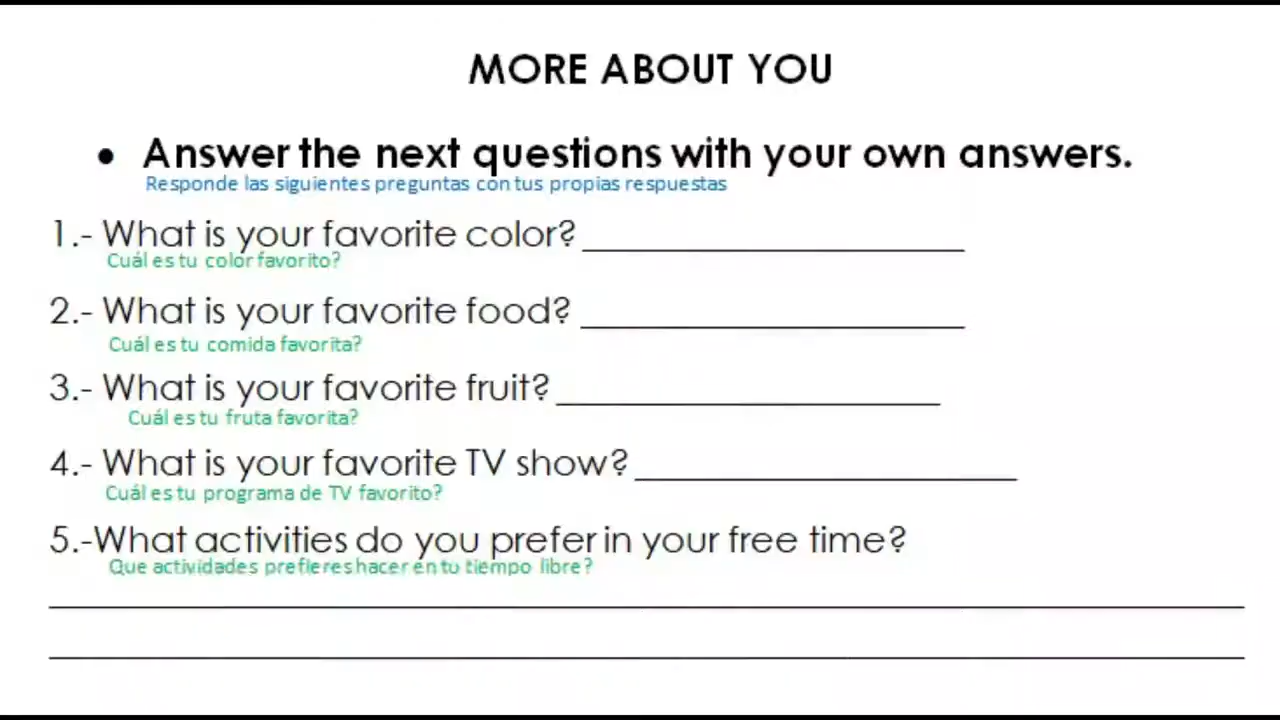 MORE ABOUT YOU
• Answer the next questions with your own answers.
Responde las siguientes preguntas con tus propias respuestas
1.- What is your favorite color? ____________________
Cuál es tu color favorito?
2.- What is your favorite food? ____________________
Cuál es tu comida favorita?
3.- What is your favorite fruit? ____________________
Cuál es tu fruta favorita?
4.- What is your favorite TV show? ____________________
Cuál es tu programa de TV favorito?
5.-What activities do you prefer in your free time?
Que actividades prefieres hacer en tu tiempo libre?